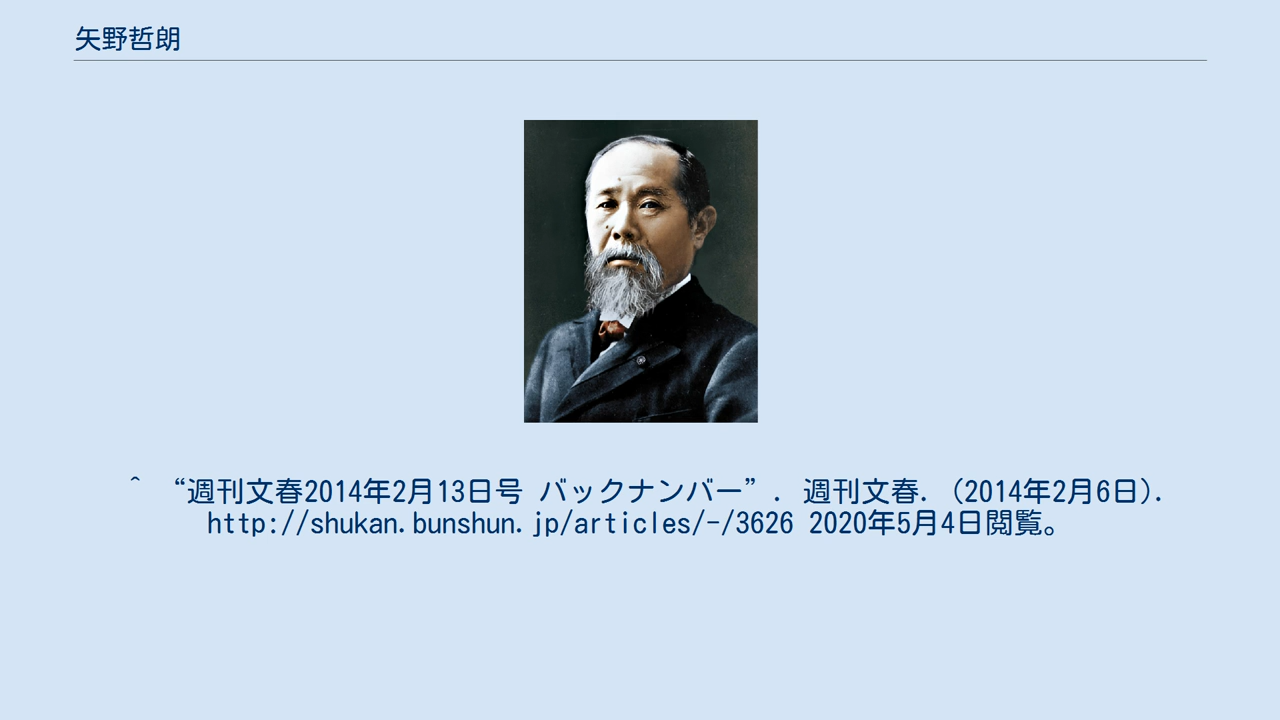 矢野哲朗
^ “週刊文春2014年2月13日号 バックナンバー”. 週刊文春. (2014年2月6日).
http://shukan.bunshun.jp/articles/-/3626 2020年5月4日閲覧。